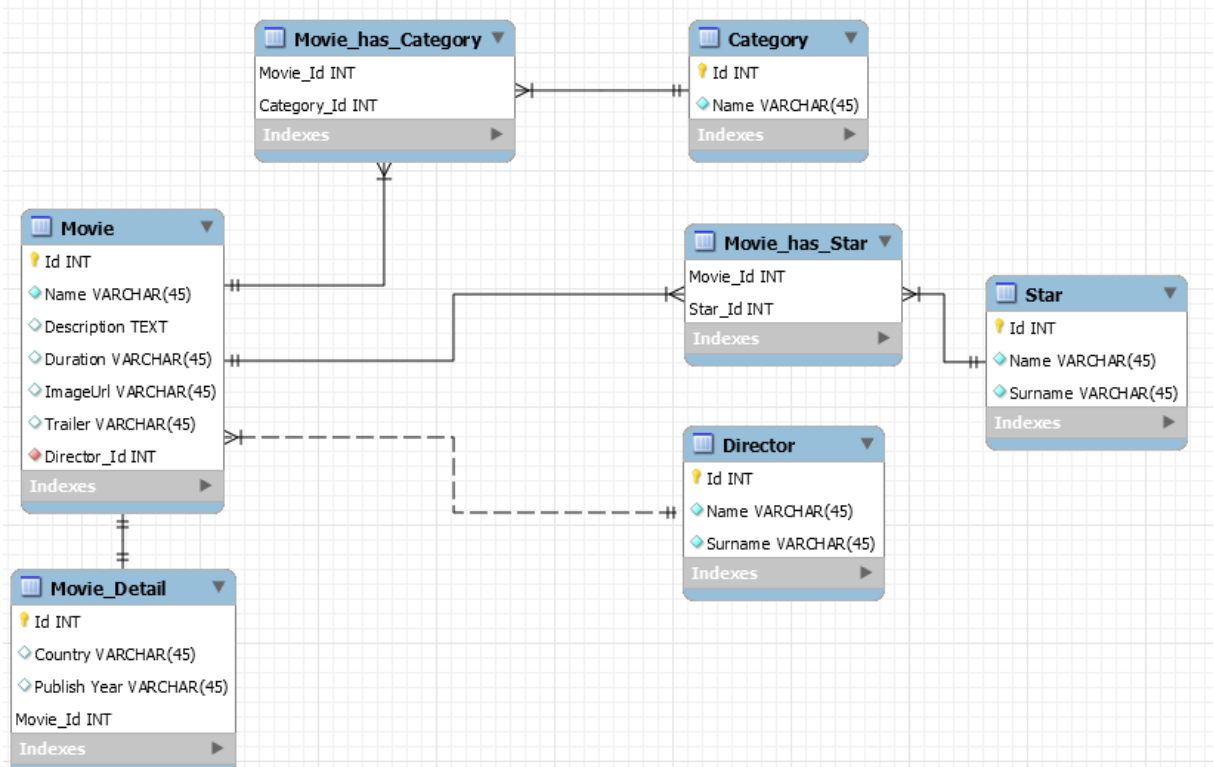 Movie_has_Category
Movie_Id INT
Category_Id INT
Indexes
Category
Id INT
Name VARCHAR(45)
Indexes
Movie
Id INT
Name VARCHAR(45)
Description TEXT
Duration VARCHAR(45)
ImageUrl VARCHAR(45)
Trailer VARCHAR(45)
Director_Id INT
Indexes
Movie_has_Star
Movie_Id INT
Star_Id INT
Indexes
Star
Id INT
Name VARCHAR(45)
Surname VARCHAR(45)
Indexes
Director
Id INT
Name VARCHAR(45)
Surname VARCHAR(45)
Indexes
Movie_Detail
Id INT
Country VARCHAR(45)
Publish Year VARCHAR(45)
Movie_Id INT
Indexes